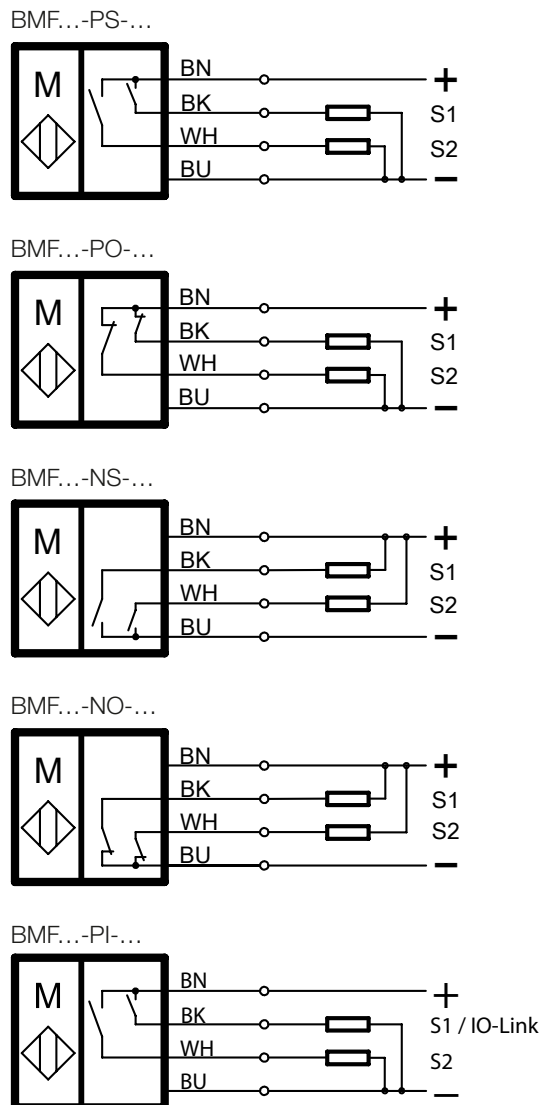 BMF...-PS-...
M
BN +
BK S1
WH S2
BU −
BMF...-PO-...
M
BN +
BK S1
WH S2
BU −
BMF...-NS-...
M
BN +
BK S1
WH S2
BU −
BMF...-NO-...
M
BN +
BK S1
WH S2
BU −
BMF...-PI-...
M
BN +
BK S1 / IO-Link
WH S2
BU −